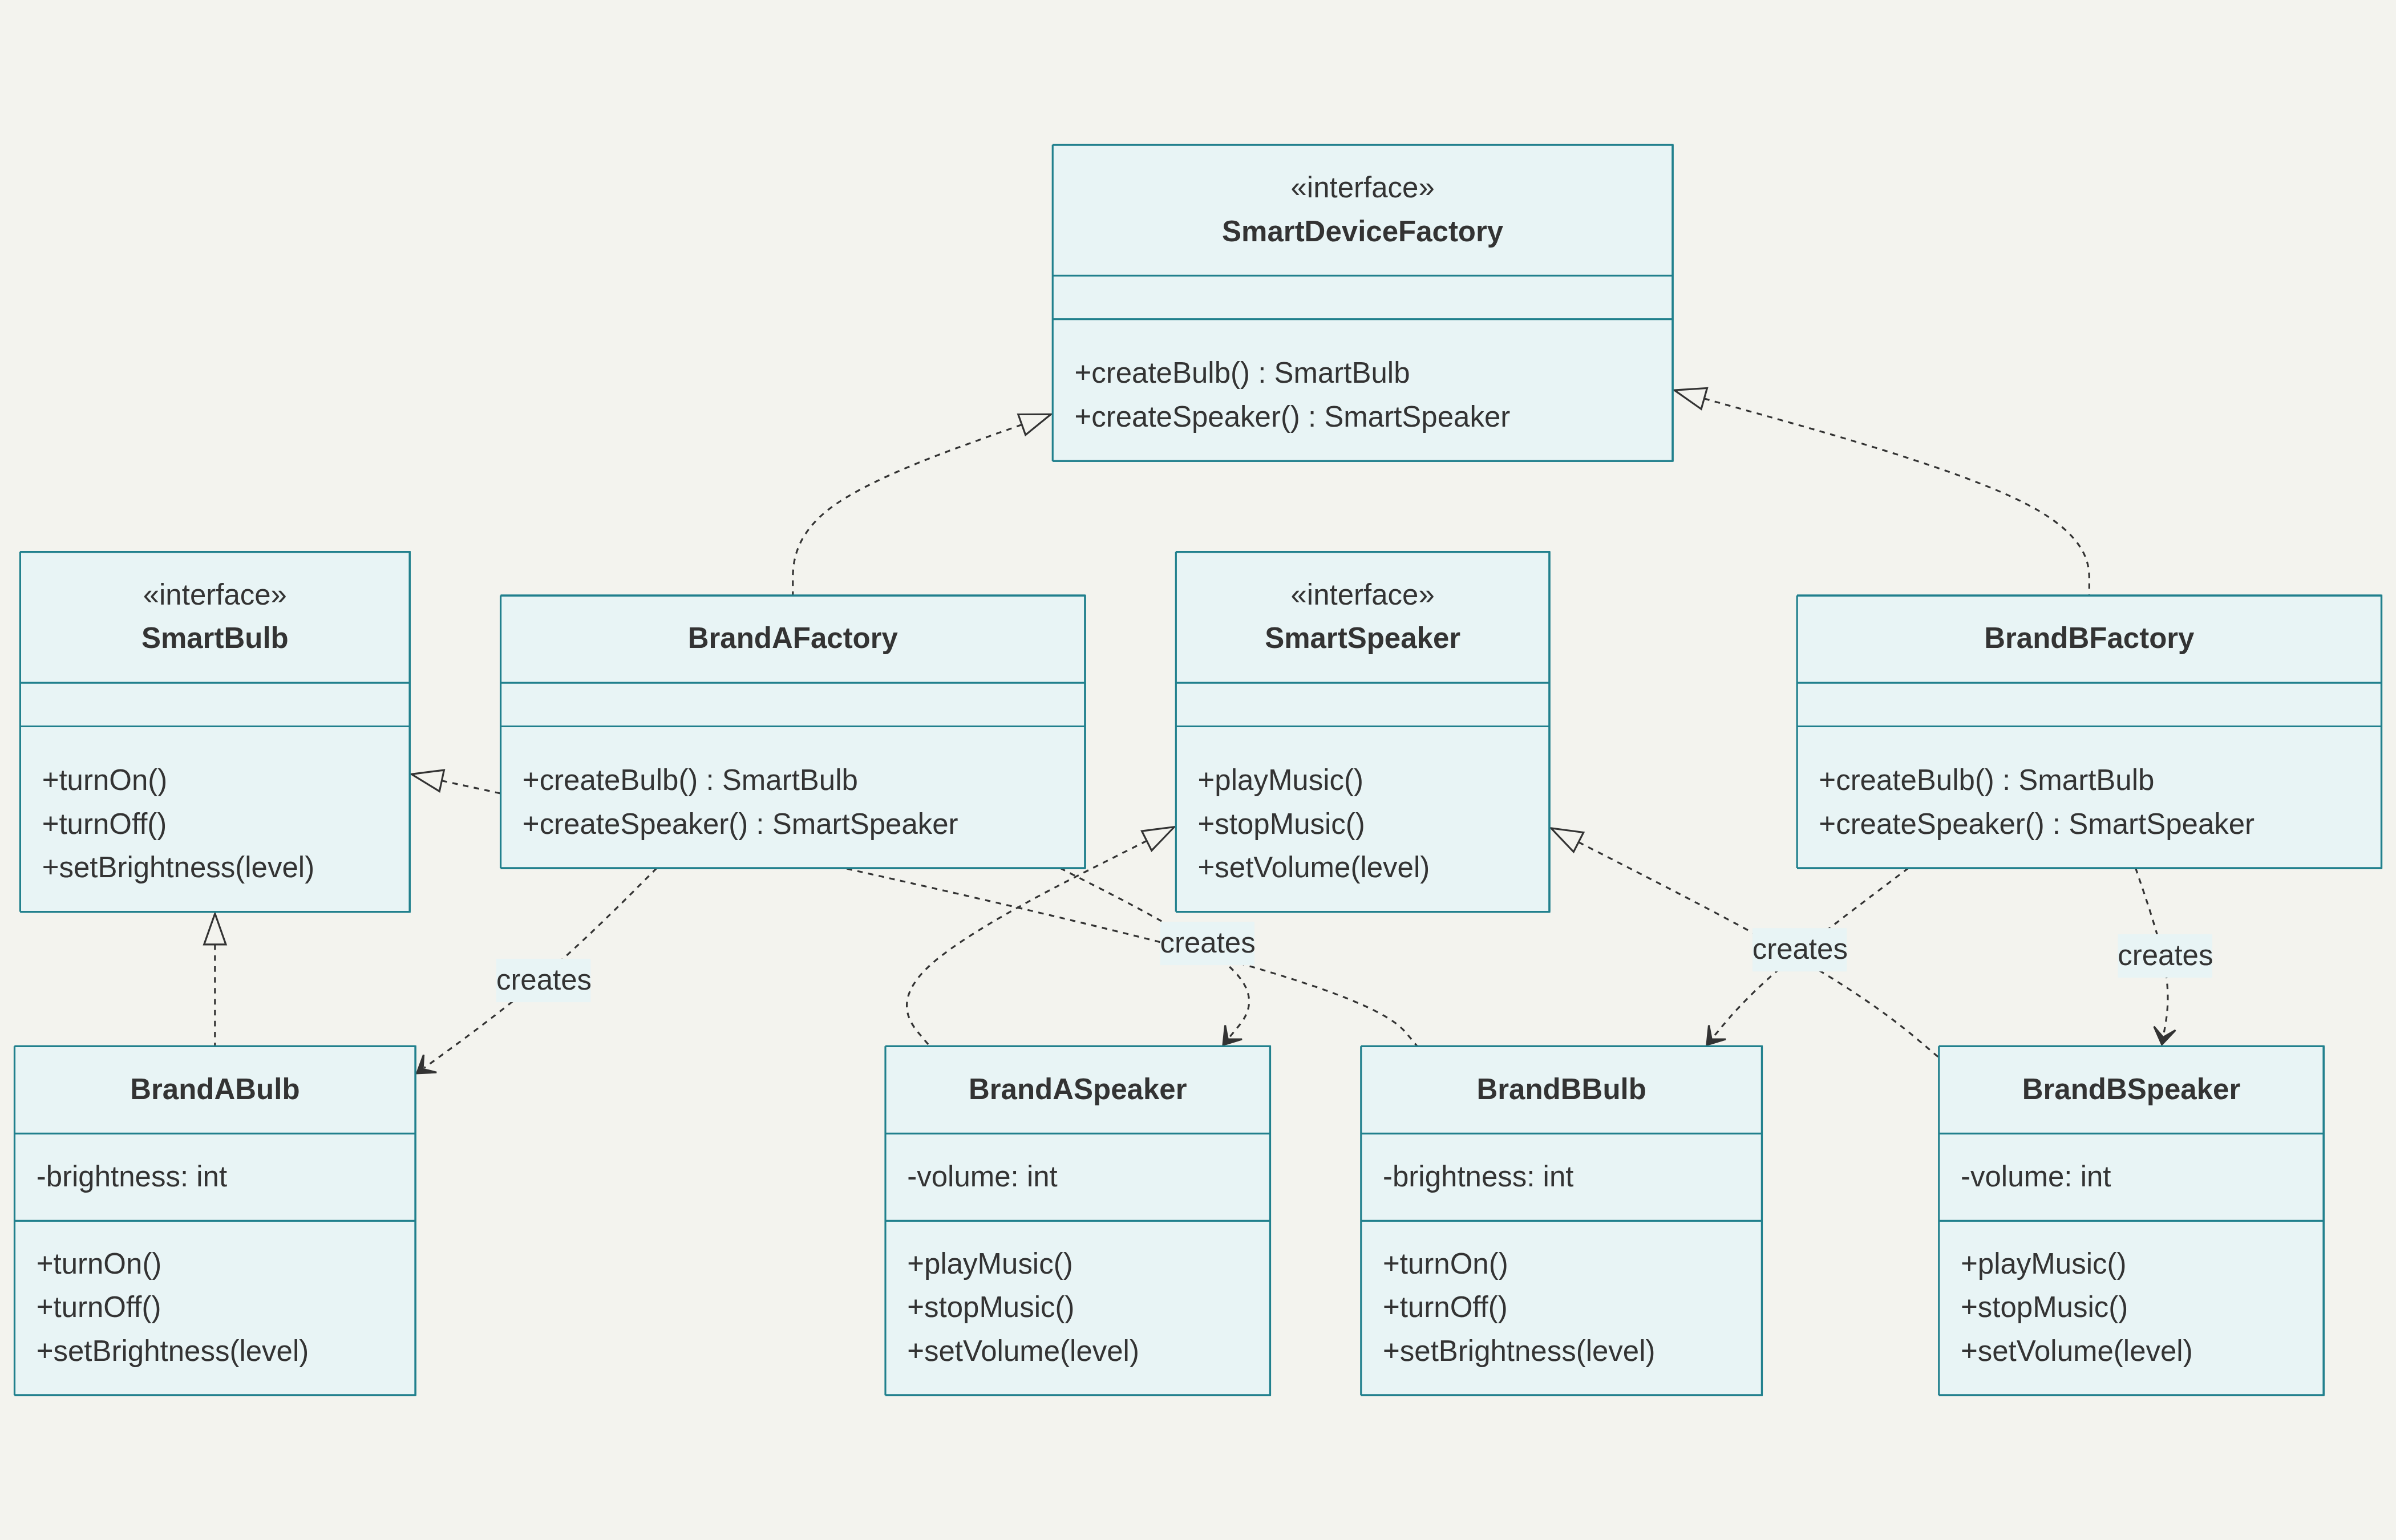 «interface»
SmartDeviceFactory
+createBulb() : SmartBulb
+createSpeaker() : SmartSpeaker
«interface»
SmartBulb
+turnOn()
+turnOff()
+setBrightness(level)
BrandAFactory
+createBulb() : SmartBulb
+createSpeaker() : SmartSpeaker
«interface»
SmartSpeaker
+playMusic()
+stopMusic()
+setVolume(level)
BrandBFactory
+createBulb() : SmartBulb
+createSpeaker() : SmartSpeaker
creates
creates
creates
creates
BrandABulb
-brightness: int
+turnOn()
+turnOff()
+setBrightness(level)
BrandASpeaker
-volume: int
+playMusic()
+stopMusic()
+setVolume(level)
BrandBBulb
-brightness: int
+turnOn()
+turnOff()
+setBrightness(level)
BrandBSpeaker
-volume: int
+playMusic()
+stopMusic()
+setVolume(level)